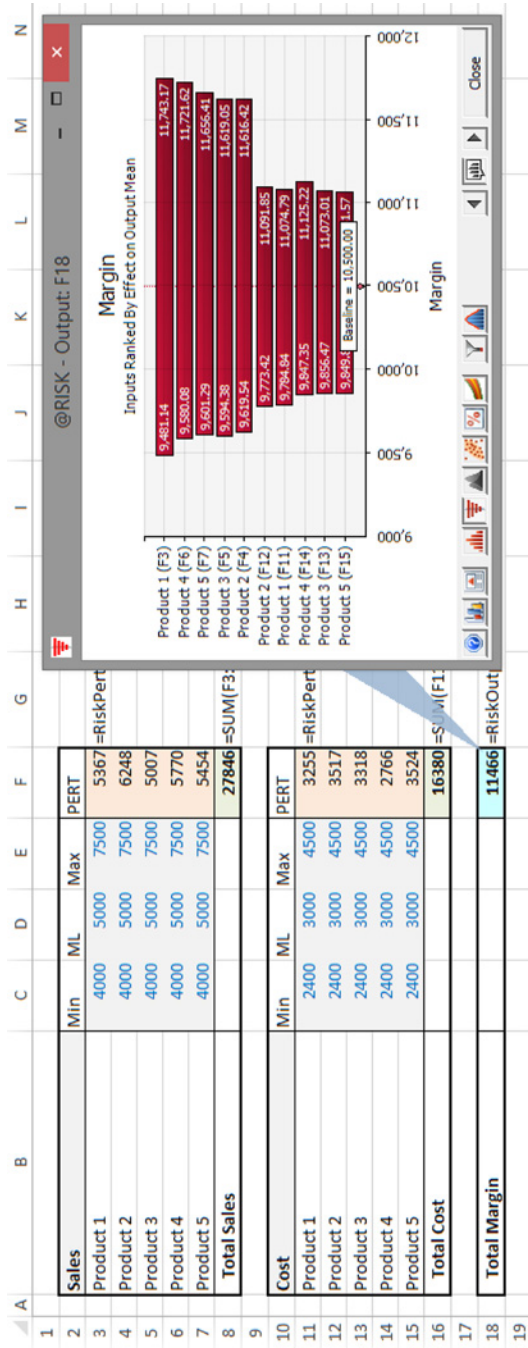 A B C D E F G H I J K L M N
1
2 Sales Min ML Max PERT
3 Product 1 4000 5000 7500 5367 =RiskPert
4 Product 2 4000 5000 7500 6248
5 Product 3 4000 5000 7500 5007
6 Product 4 4000 5000 7500 5770
7 Product 5 4000 5000 7500 5454
8 Total Sales 27846 =SUM(F3:
9
10 Cost Min ML Max PERT
11 Product 1 2400 3000 4500 3255 =RiskPert
12 Product 2 2400 3000 4500 3517
13 Product 3 2400 3000 4500 3318
14 Product 4 2400 3000 4500 2766
15 Product 5 2400 3000 4500 3524
16 Total Cost 16380 =SUM(F1
17
18 Total Margin 11466 =RiskOut
19
@RISK - Output: F18
Margin
Inputs Ranked By Effect on Output Mean
Product 1 (F3) 9,481.14 11,743.17
Product 4 (F6) 9,580.08 11,721.62
Product 5 (F7) 9,601.29 11,656.41
Product 3 (F5) 9,594.38 11,619.05
Product 2 (F4) 9,619.54 11,616.42
Product 2 (F12) 9,773.42 11,091.85
Product 1 (F11) 9,784.84 11,074.79
Product 4 (F14) 9,847.35 11,125.22
Product 3 (F13) 9,856.47 11,073.01
Product 5 (F15) 9,849. 1.57
Baseline = 10,500.00
9,000 9,500 10,000 10,500 11,000 11,500 12,000
Margin
Close